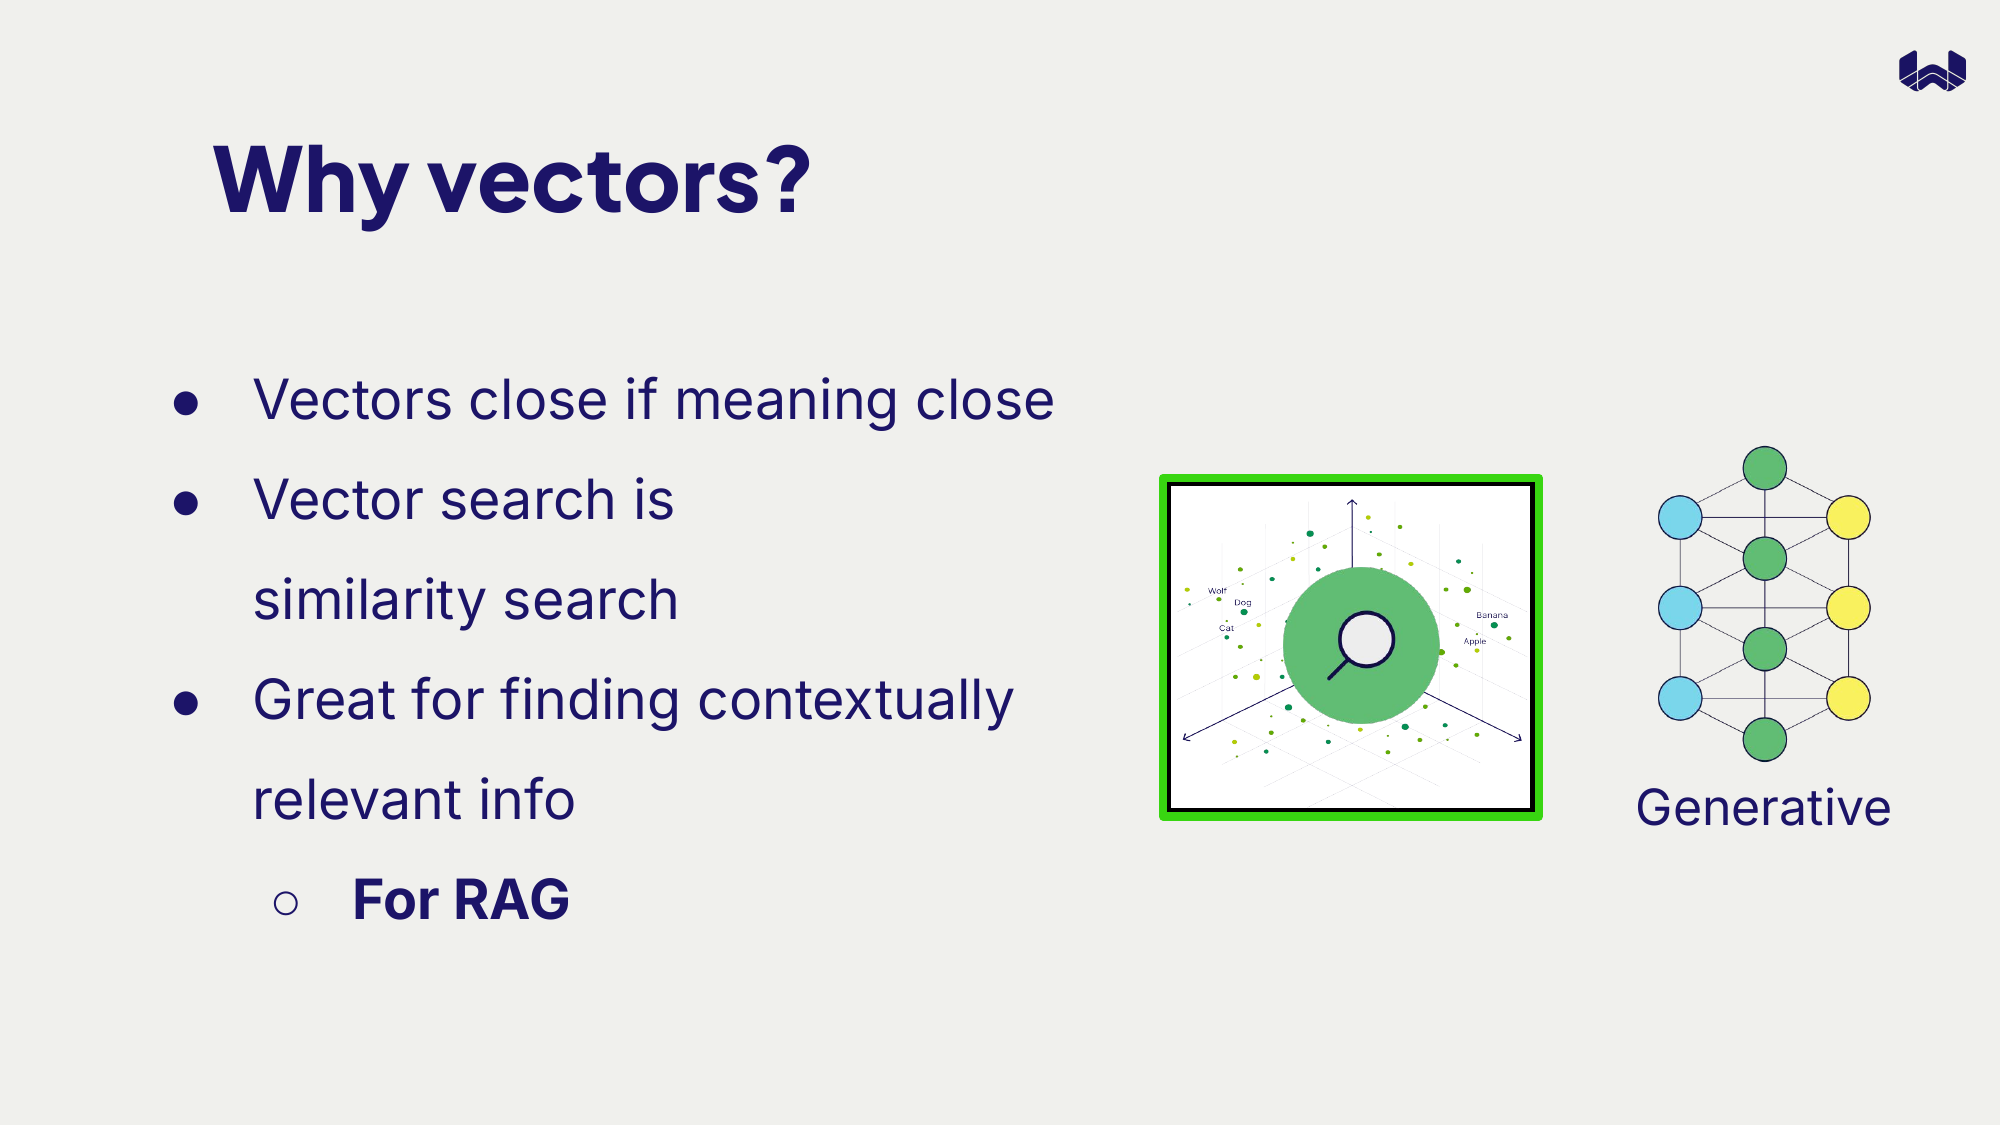 Why vectors?
● Vectors close if meaning close
● Vector search is
similarity search
● Great for finding contextually
relevant info
○ For RAG
Wolf
Dog
Cat
Banana
Apple
Generative